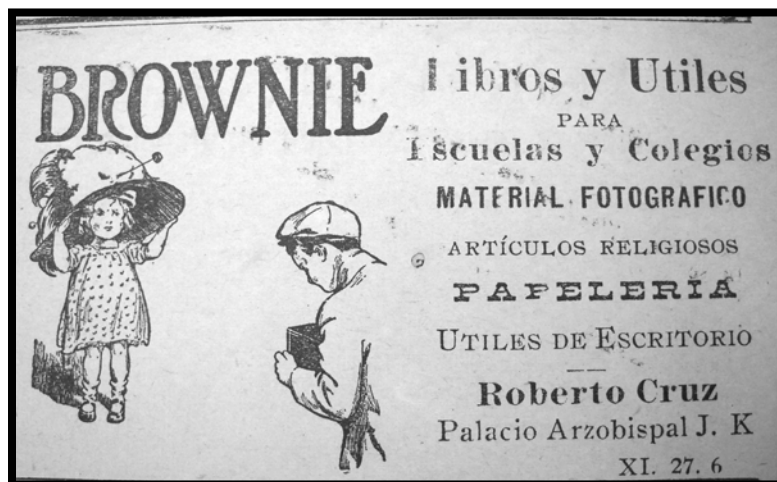 BROWNIE
Libros y Utiles
PARA
Escuelas y Colegios
MATERIAL FOTOGRAFICO
ARTÍCULOS RELIGIOSOS
PAPELERÍA
UTILES DE ESCRITORIO
Roberto Cruz
Palacio Arzobispal J. K
XI. 27. 6